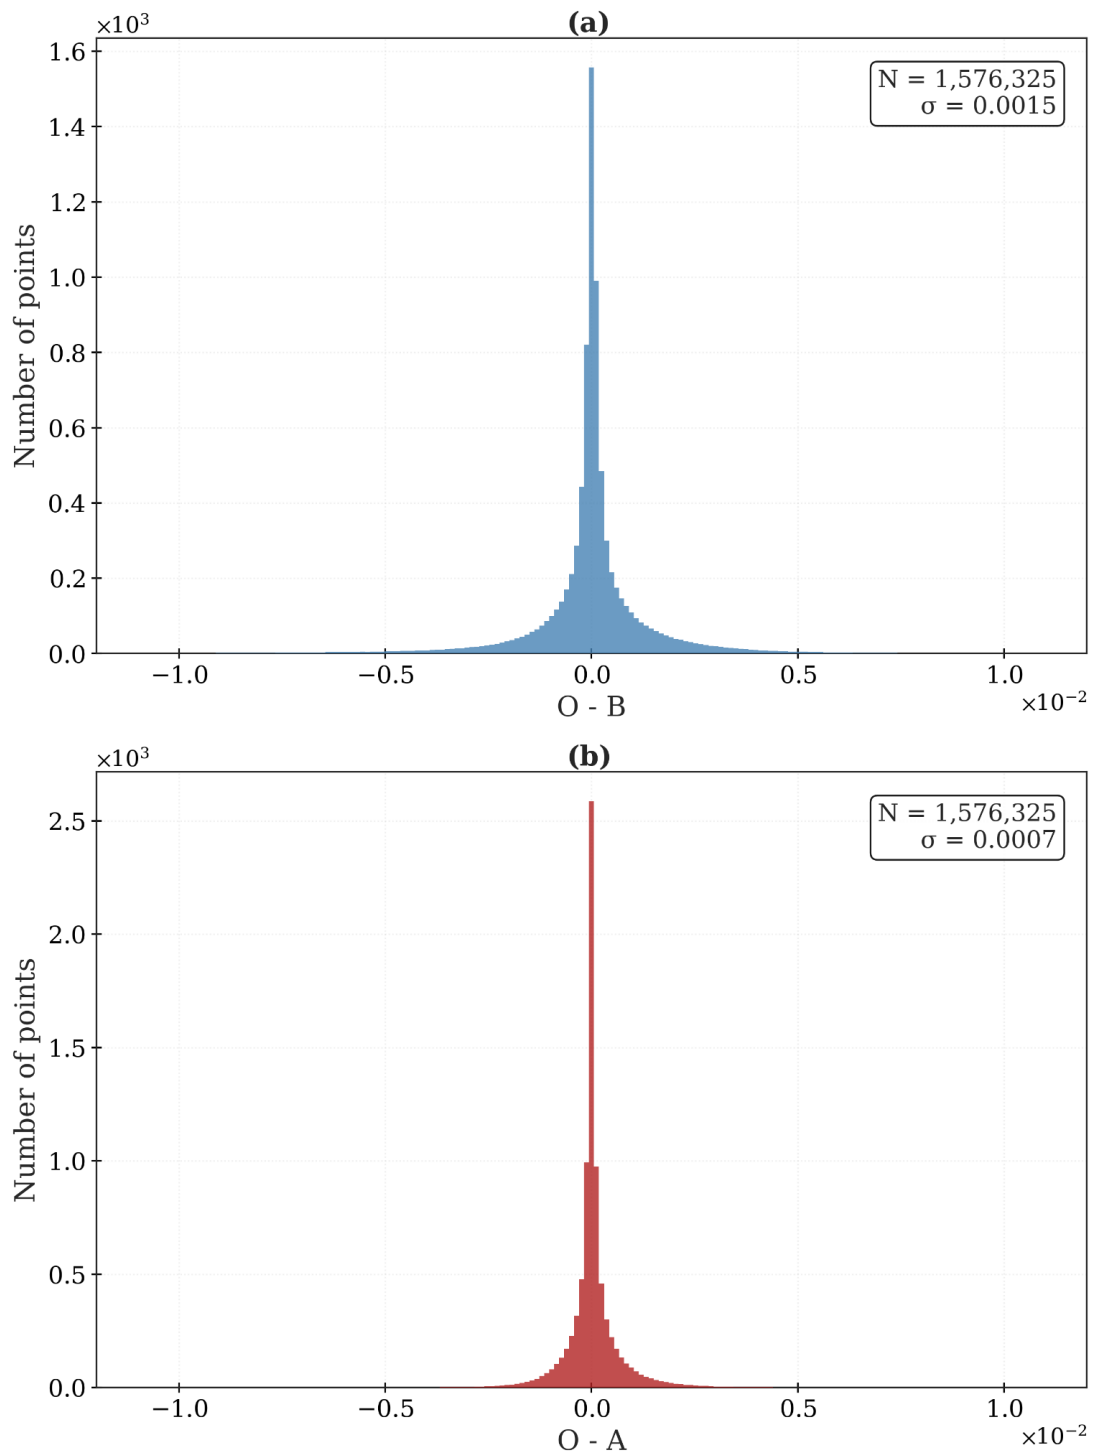 (a)
×10³
N = 1,576,325
σ = 0.0015
1.6
1.4
1.2
1.0
0.8
0.6
0.4
0.2
0.0
Number of points
−1.0 −0.5 0.0 0.5 1.0
×10⁻²
O - B
(b)
×10³
N = 1,576,325
σ = 0.0007
2.5
2.0
1.5
1.0
0.5
0.0
Number of points
−1.0 −0.5 0.0 0.5 1.0
×10⁻²
O - A